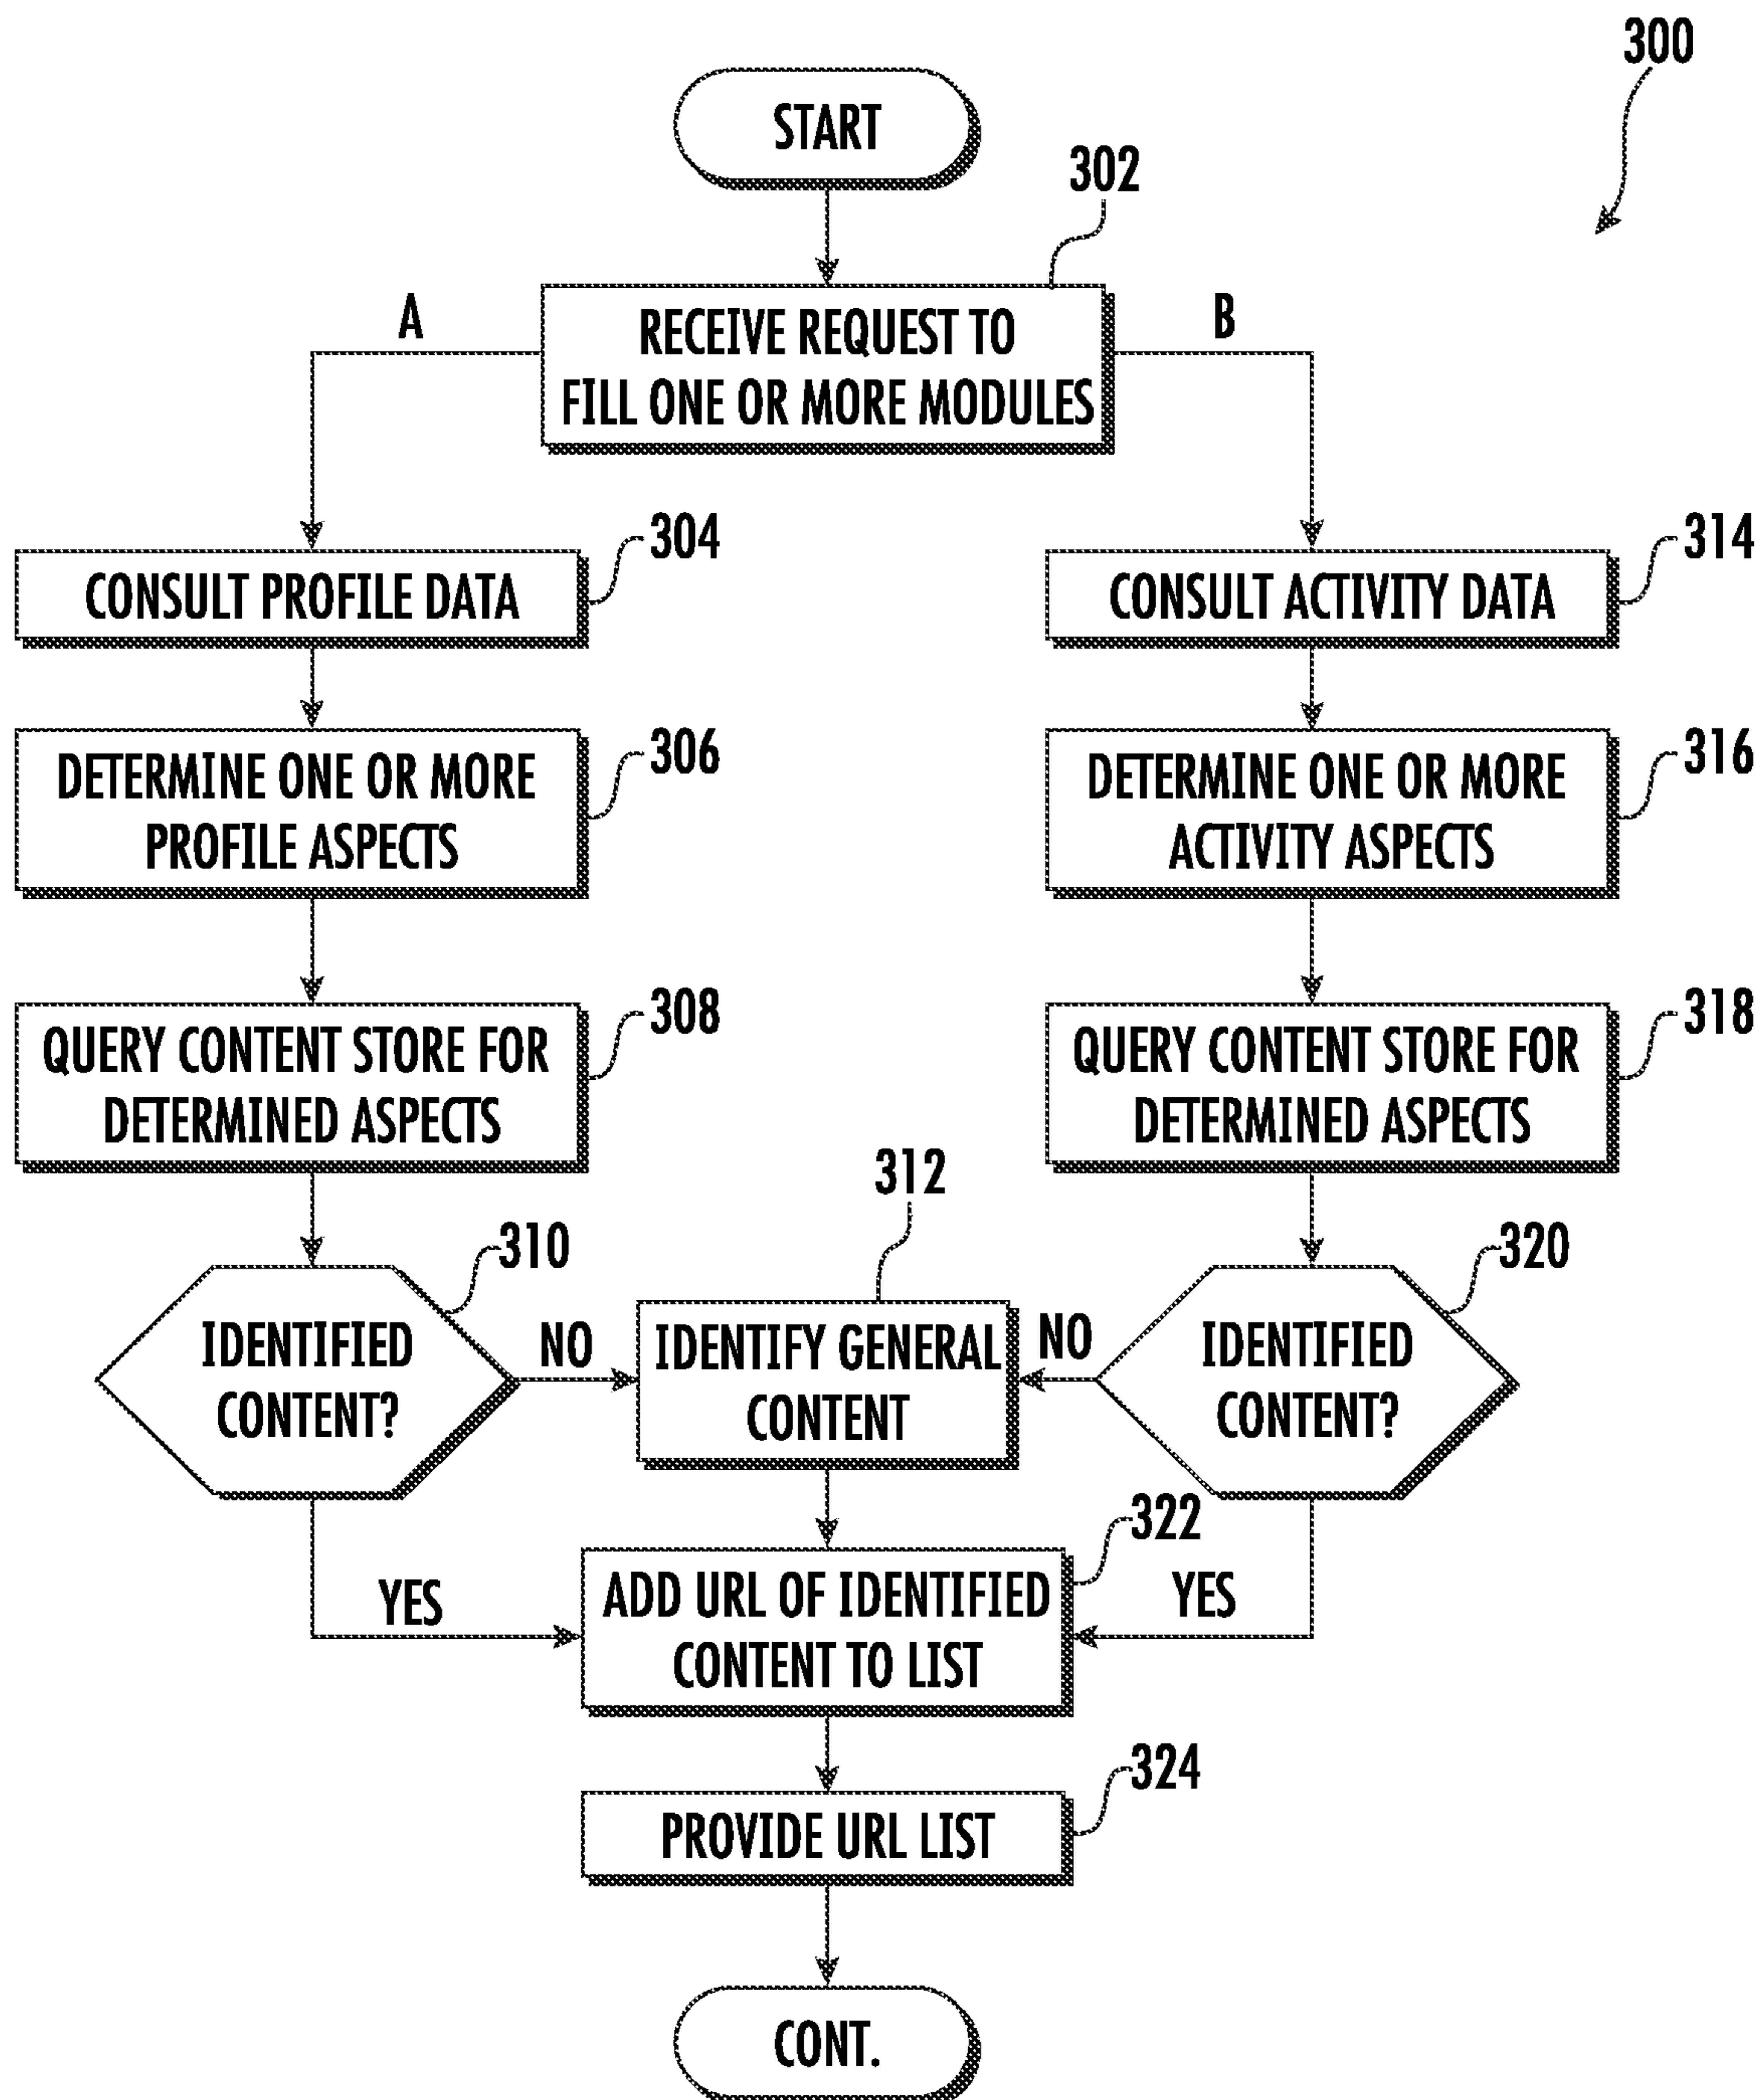 300
START
302
A
B
RECEIVE REQUEST TO
FILL ONE OR MORE MODULES
304
314
CONSULT PROFILE DATA
CONSULT ACTIVITY DATA
306
316
DETERMINE ONE OR MORE
PROFILE ASPECTS
DETERMINE ONE OR MORE
ACTIVITY ASPECTS
308
318
QUERY CONTENT STORE FOR
DETERMINED ASPECTS
QUERY CONTENT STORE FOR
DETERMINED ASPECTS
312
310
320
IDENTIFIED
CONTENT?
NO
IDENTIFY GENERAL
CONTENT
NO
IDENTIFIED
CONTENT?
322
YES
ADD URL OF IDENTIFIED
CONTENT TO LIST
YES
324
PROVIDE URL LIST
CONT.